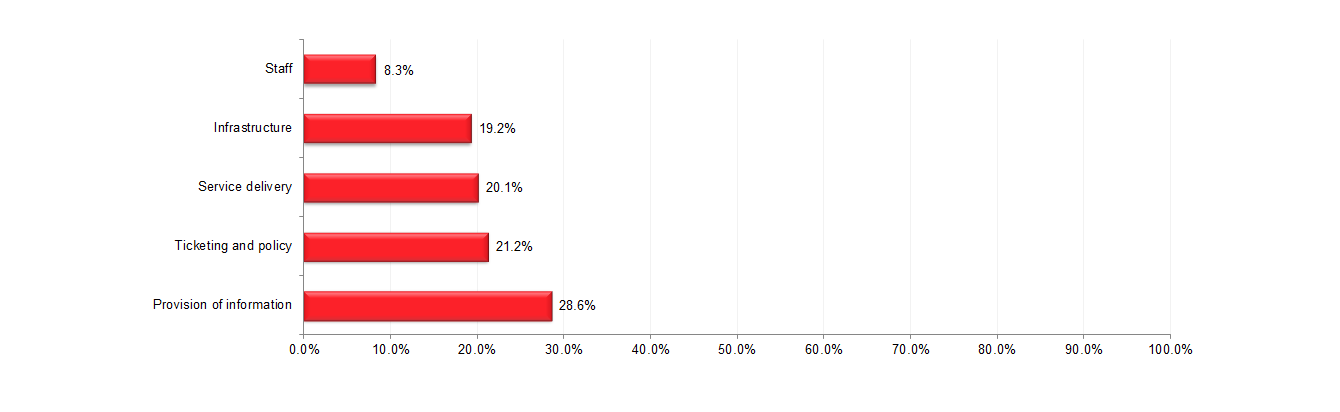 Staff
8.3%
Infrastructure
19.2%
Service delivery
20.1%
Ticketing and policy
21.2%
Provision of information
28.6%
0.0% 10.0% 20.0% 30.0% 40.0% 50.0% 60.0% 70.0% 80.0% 90.0% 100.0%